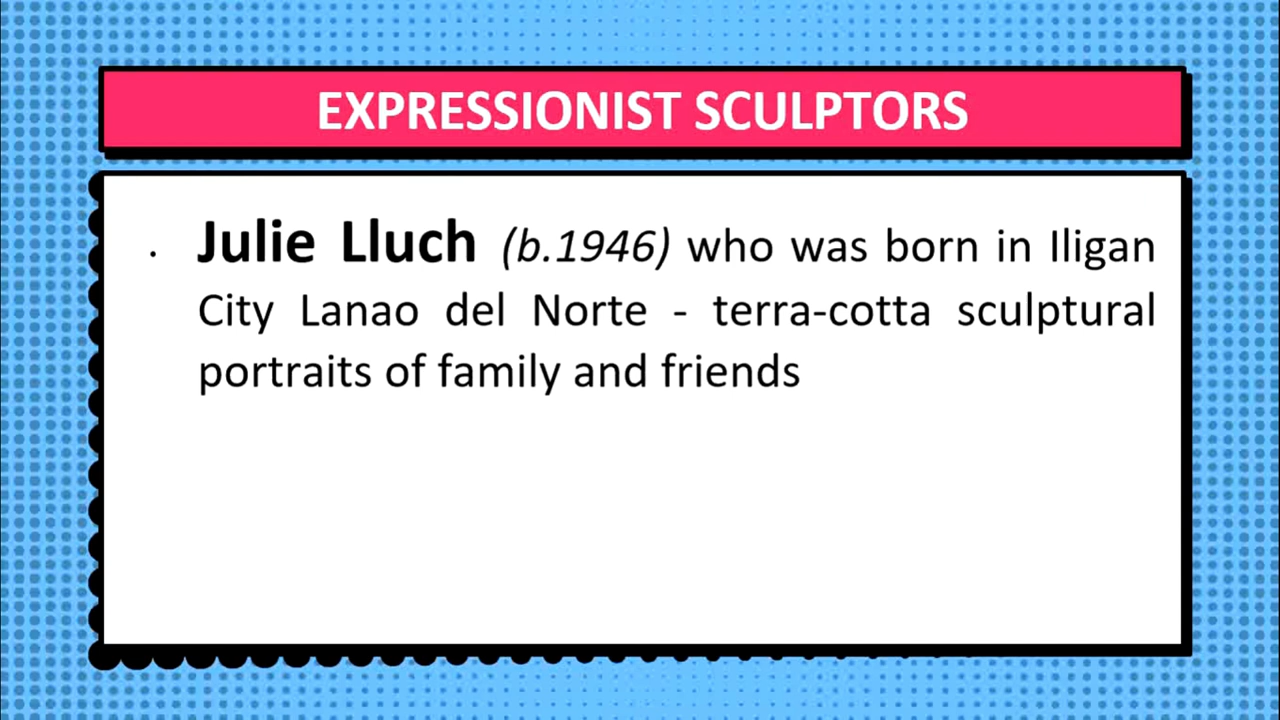 EXPRESSIONIST SCULPTORS
• Julie Lluch (b.1946) who was born in Iligan
City Lanao del Norte - terra-cotta sculptural
portraits of family and friends